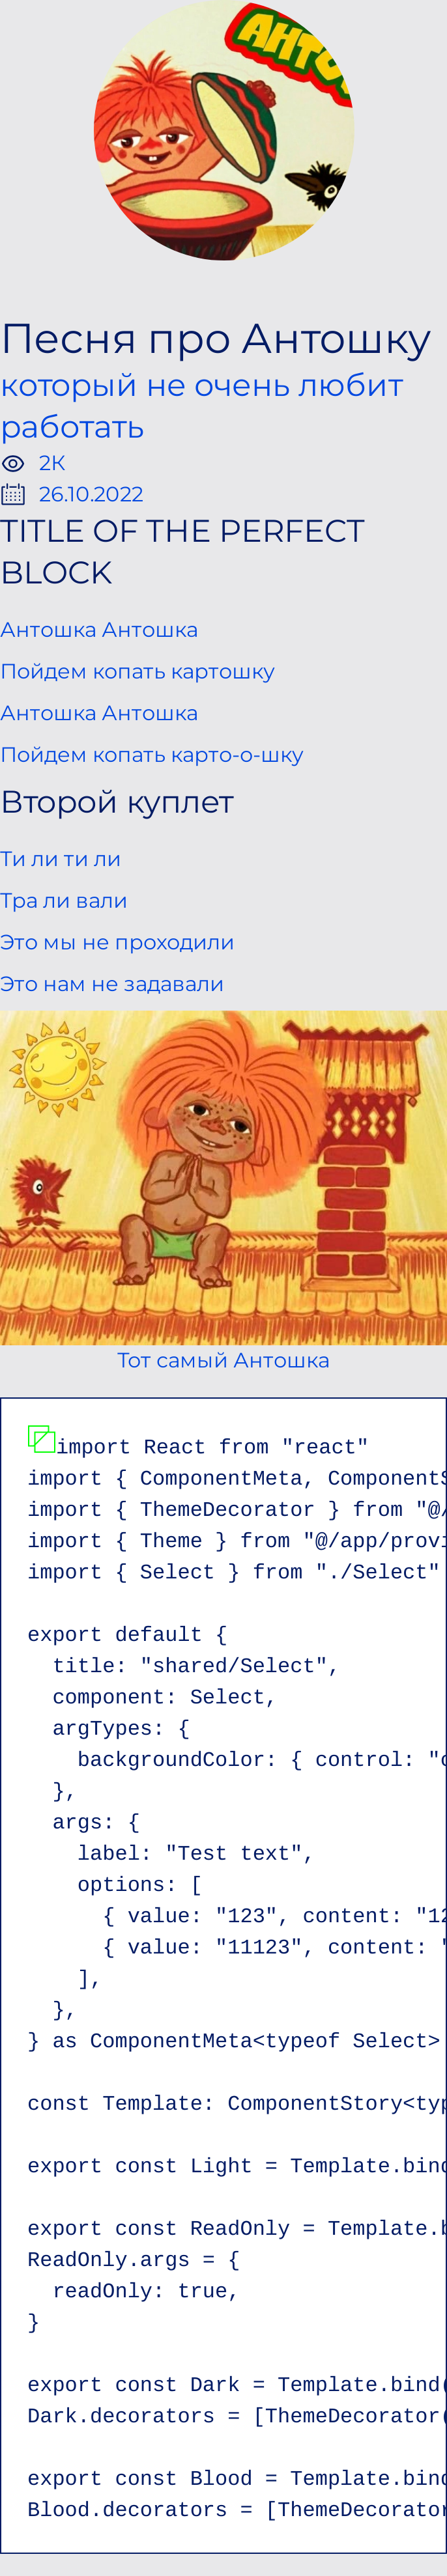 АНТО
Песня про Антошку
который не очень любит
работать
2К
26.10.2022
TITLE OF THE PERFECT
BLOCK
Антошка Антошка
Пойдем копать картошку
Антошка Антошка
Пойдем копать карто-о-шку
Второй куплет
Ти ли ти ли
Тра ли вали
Это мы не проходили
Это нам не задавали
Тот самый Антошка
import React from "react"
import { ComponentMeta, Component
import { ThemeDecorator } from "@/
import { Theme } from "@/app/provi
import { Select } from "./Select"
export default {
  title: "shared/Select",
  component: Select,
  argTypes: {
    backgroundColor: { control: "c
  },
  args: {
    label: "Test text",
    options: [
      { value: "123", content: "12
      { value: "11123", content: "
    ],
  },
} as ComponentMeta<typeof Select>
const Template: ComponentStory<typ
export const Light = Template.bind
export const ReadOnly = Template.b
ReadOnly.args = {
  readOnly: true,
}
export const Dark = Template.bind(
Dark.decorators = [ThemeDecorator(
export const Blood = Template.bind
Blood.decorators = [ThemeDecorator